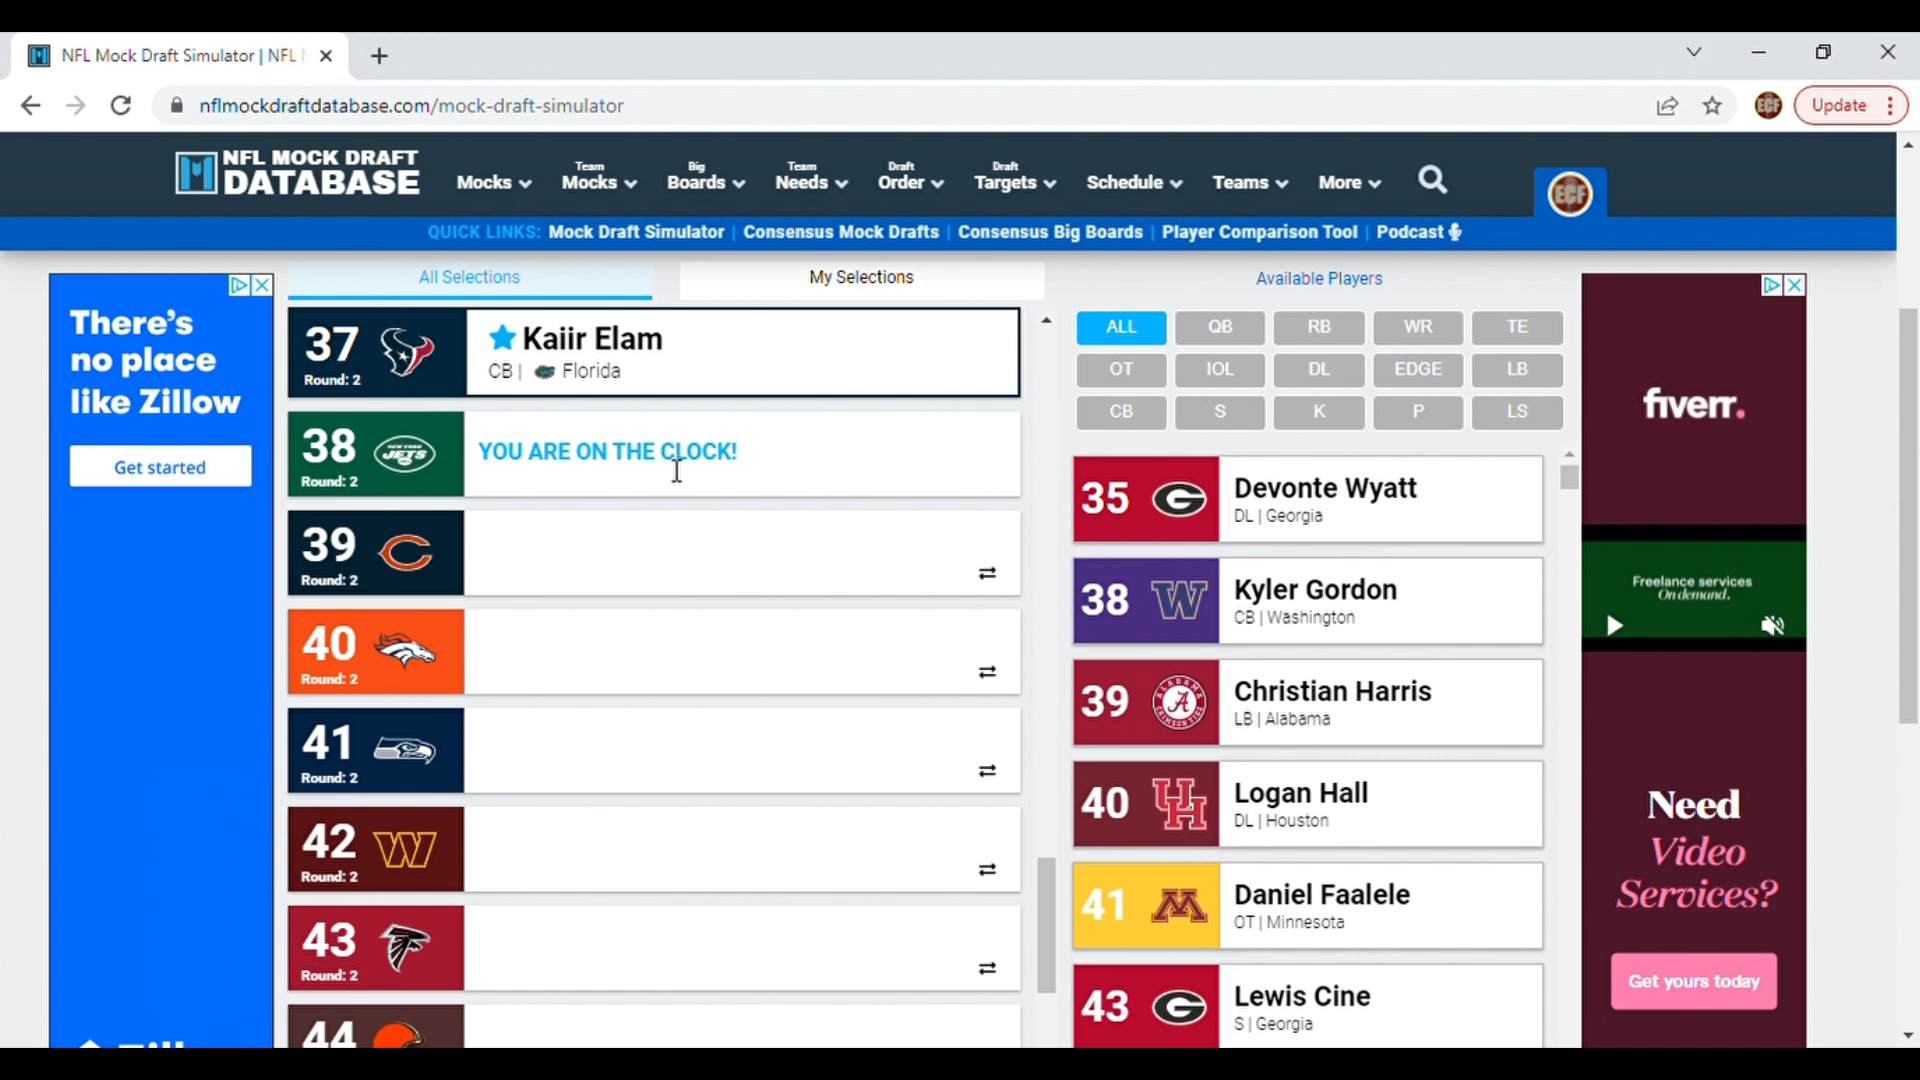 NFL Mock Draft Simulator | NFL
nflmockdraftdatabase.com/mock-draft-simulator
ECF
Update
NFL MOCK DRAFT
DATABASE
Mocks
Team
Mocks
Big
Boards
Team
Needs
Draft
Order
Draft
Targets
Schedule
Teams
More
ECF
QUICK LINKS: Mock Draft Simulator | Consensus Mock Drafts | Consensus Big Boards | Player Comparison Tool | Podcast
There's
no place
like Zillow
Get started
All Selections
My Selections
37
Round: 2
Kaiir Elam
CB | Florida
38
Round: 2
NEW YORK
JETS
YOU ARE ON THE CLOCK!
39
Round: 2
40
Round: 2
41
Round: 2
42
Round: 2
43
Round: 2
44
Available Players
ALL
QB
RB
WR
TE
OT
IOL
DL
EDGE
LB
CB
S
K
P
LS
35
Devonte Wyatt
DL | Georgia
38
Kyler Gordon
CB | Washington
39
Christian Harris
LB | Alabama
40
Logan Hall
DL | Houston
41
Daniel Faalele
OT | Minnesota
43
Lewis Cine
S | Georgia
fiverr.
Freelance services
On demand.
Need
Video
Services?
Get yours today